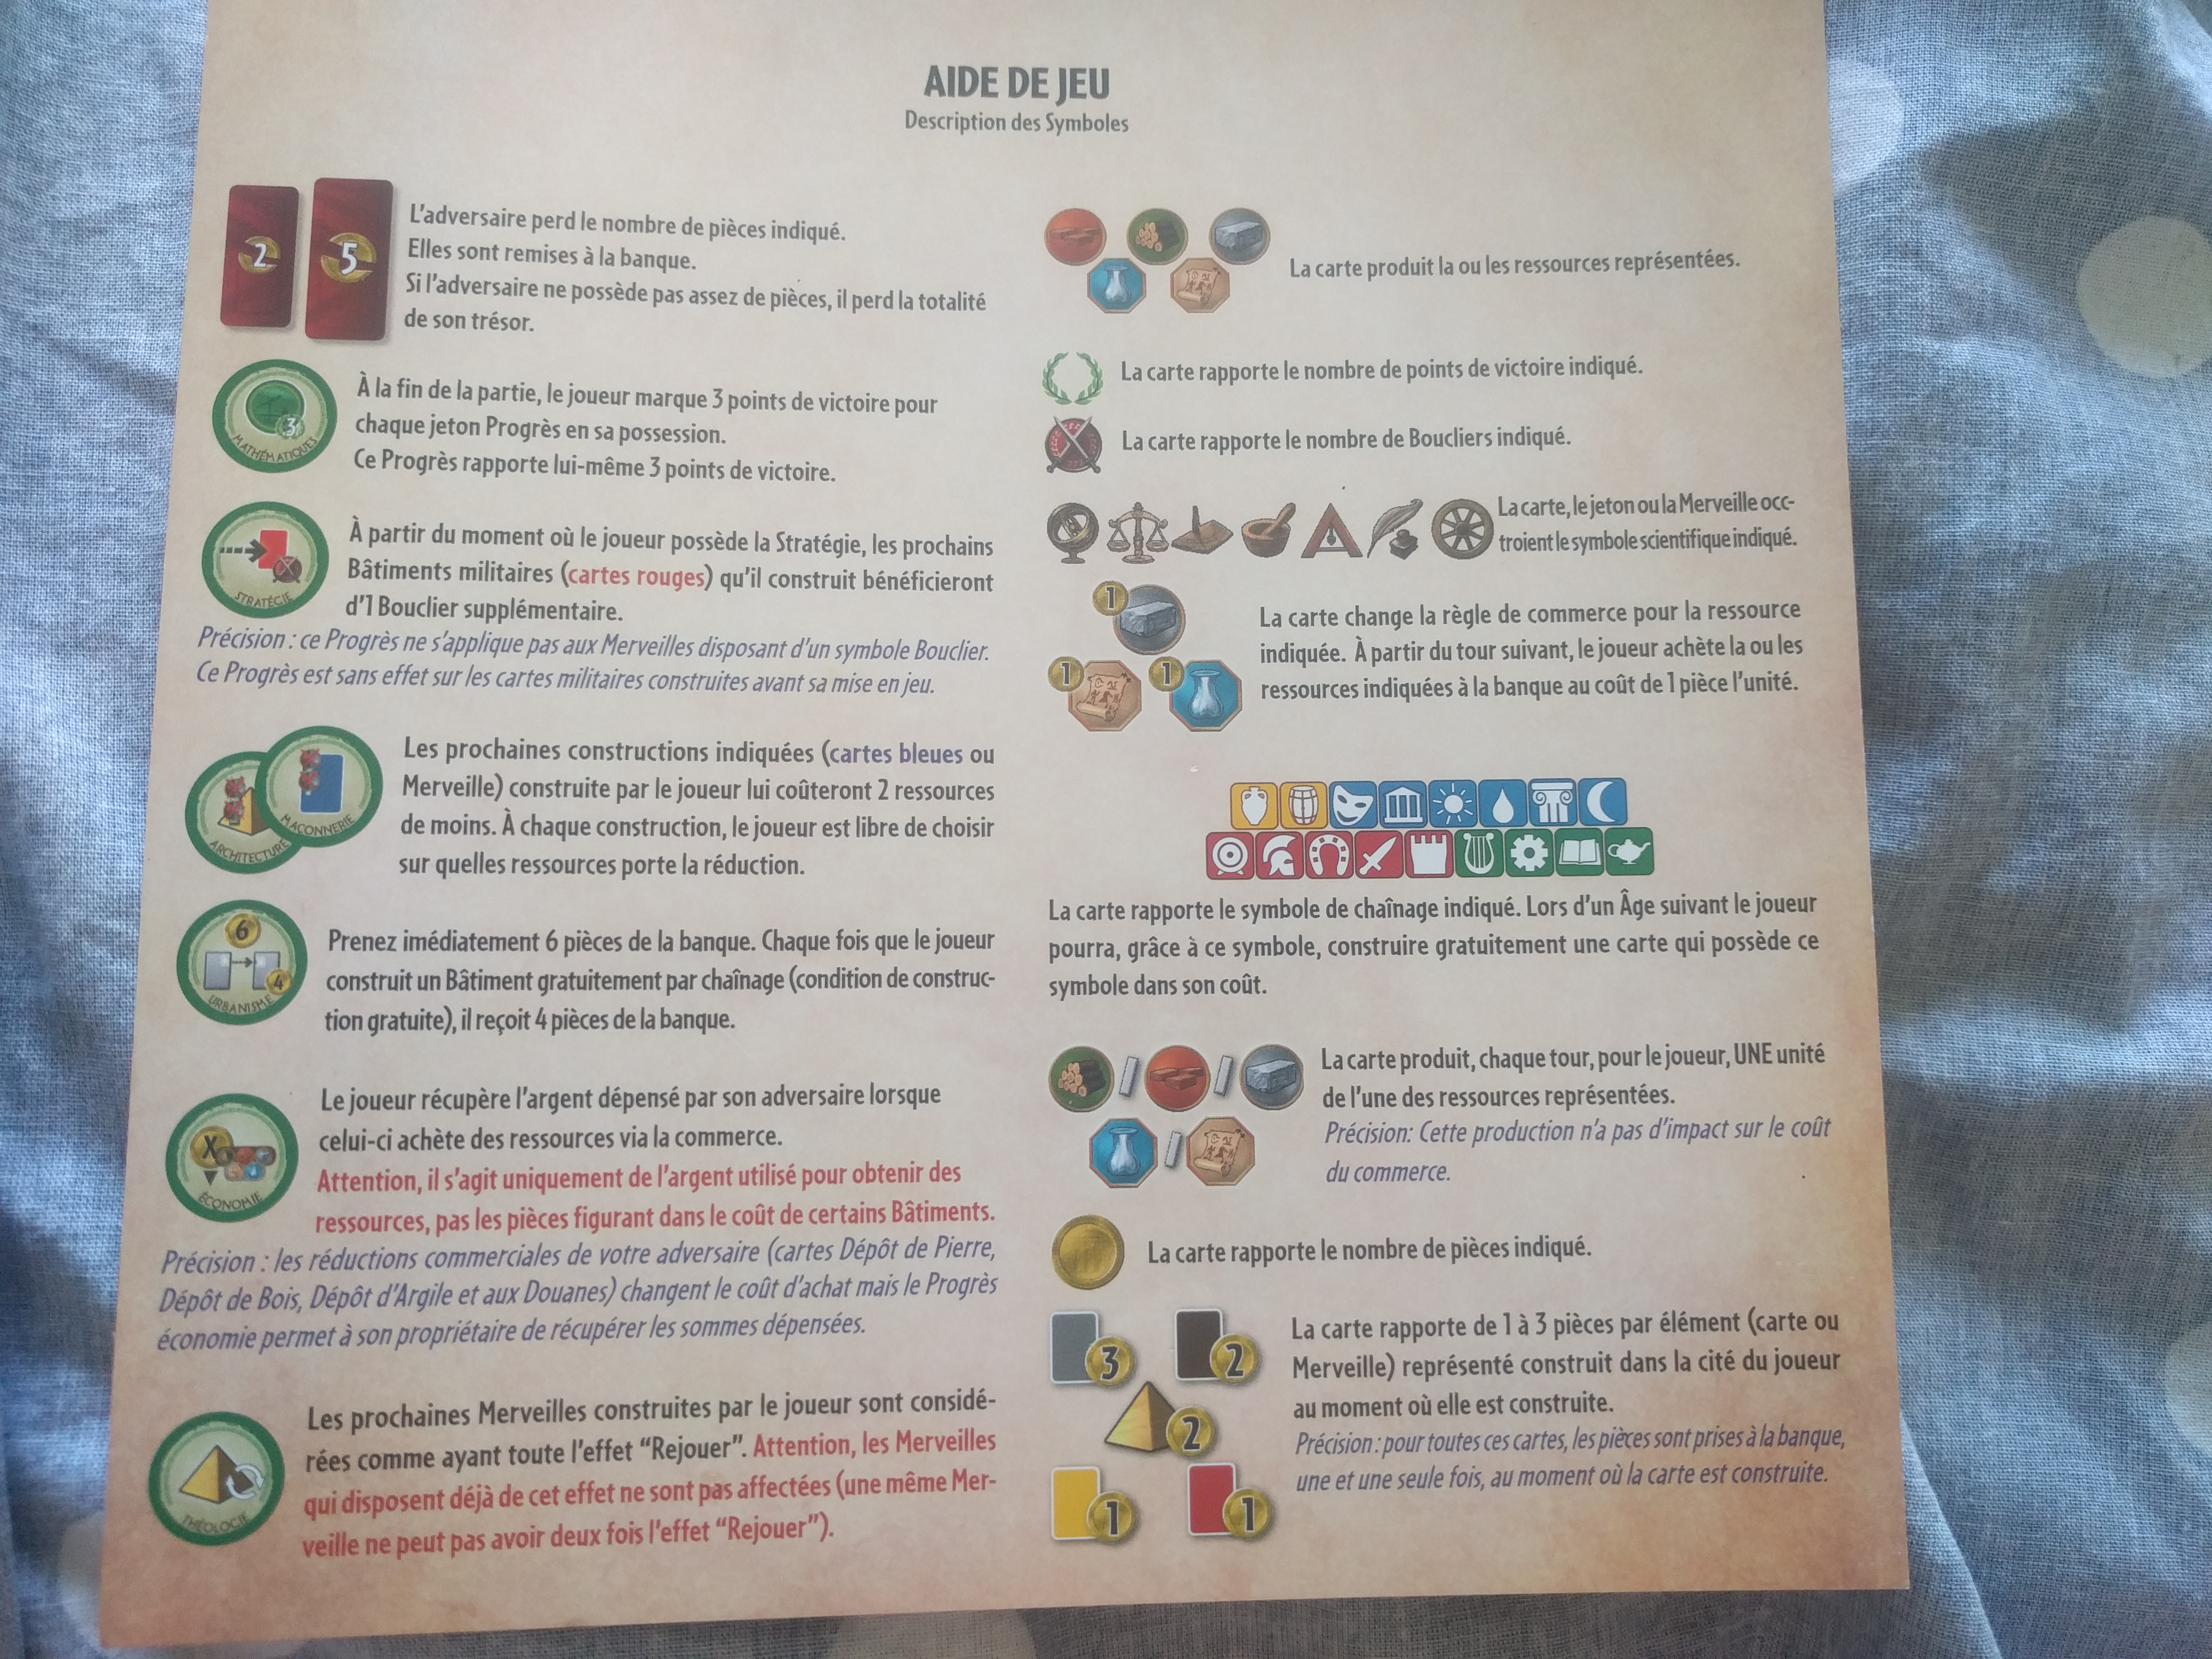 AIDE DE JEU
Description des Symboles
2
5
L'adversaire perd le nombre de pièces indiqué.
Elles sont remises à la banque.
Si l'adversaire ne possède pas assez de pièces, il perd la totalité
de son trésor.
3
MATHÉMATIQUES
À la fin de la partie, le joueur marque 3 points de victoire pour
chaque jeton Progrès en sa possession.
Ce Progrès rapporte lui-même 3 points de victoire.
STRATÉGIE
À partir du moment où le joueur possède la Stratégie, les prochains
Bâtiments militaires (cartes rouges) qu'il construit bénéficieront
d'1 Bouclier supplémentaire.
Précision : ce Progrès ne s'applique pas aux Merveilles disposant d'un symbole Bouclier.
Ce Progrès est sans effet sur les cartes militaires construites avant sa mise en jeu.
ARCHITECTURE
MAÇONNERIE
Les prochaines constructions indiquées (cartes bleues ou
Merveille) construite par le joueur lui coûteront 2 ressources
de moins. À chaque construction, le joueur est libre de choisir
sur quelles ressources porte la réduction.
6
4
URBANISME
Prenez imédiatement 6 pièces de la banque. Chaque fois que le joueur
construit un Bâtiment gratuitement par chaînage (condition de construc-
tion gratuite), il reçoit 4 pièces de la banque.
X
ÉCONOMIE
Le joueur récupère l'argent dépensé par son adversaire lorsque
celui-ci achète des ressources via la commerce.
Attention, il s'agit uniquement de l'argent utilisé pour obtenir des
ressources, pas les pièces figurant dans le coût de certains Bâtiments.
Précision : les réductions commerciales de votre adversaire (cartes Dépôt de Pierre,
Dépôt de Bois, Dépôt d'Argile et aux Douanes) changent le coût d'achat mais le Progrès
économie permet à son propriétaire de récupérer les sommes dépensées.
THÉOLOGIE
Les prochaines Merveilles construites par le joueur sont considé-
rées comme ayant toute l'effet "Rejouer". Attention, les Merveilles
qui disposent déjà de cet effet ne sont pas affectées (une même Mer-
veille ne peut pas avoir deux fois l'effet "Rejouer").
La carte produit la ou les ressources représentées.
La carte rapporte le nombre de points de victoire indiqué.
La carte rapporte le nombre de Boucliers indiqué.
La carte, le jeton ou la Merveille occ-
troient le symbole scientifique indiqué.
1
1
1
La carte change la règle de commerce pour la ressource
indiquée. À partir du tour suivant, le joueur achète la ou les
ressources indiquées à la banque au coût de 1 pièce l'unité.
La carte rapporte le symbole de chaînage indiqué. Lors d'un Âge suivant le joueur
pourra, grâce à ce symbole, construire gratuitement une carte qui possède ce
symbole dans son coût.
La carte produit, chaque tour, pour le joueur, UNE unité
de l'une des ressources représentées.
Précision: Cette production n'a pas d'impact sur le coût
du commerce.
La carte rapporte le nombre de pièces indiqué.
3
2
2
1
1
La carte rapporte de 1 à 3 pièces par élément (carte ou
Merveille) représenté construit dans la cité du joueur
au moment où elle est construite.
Précision : pour toutes ces cartes, les pièces sont prises à la banque,
une et une seule fois, au moment où la carte est construite.